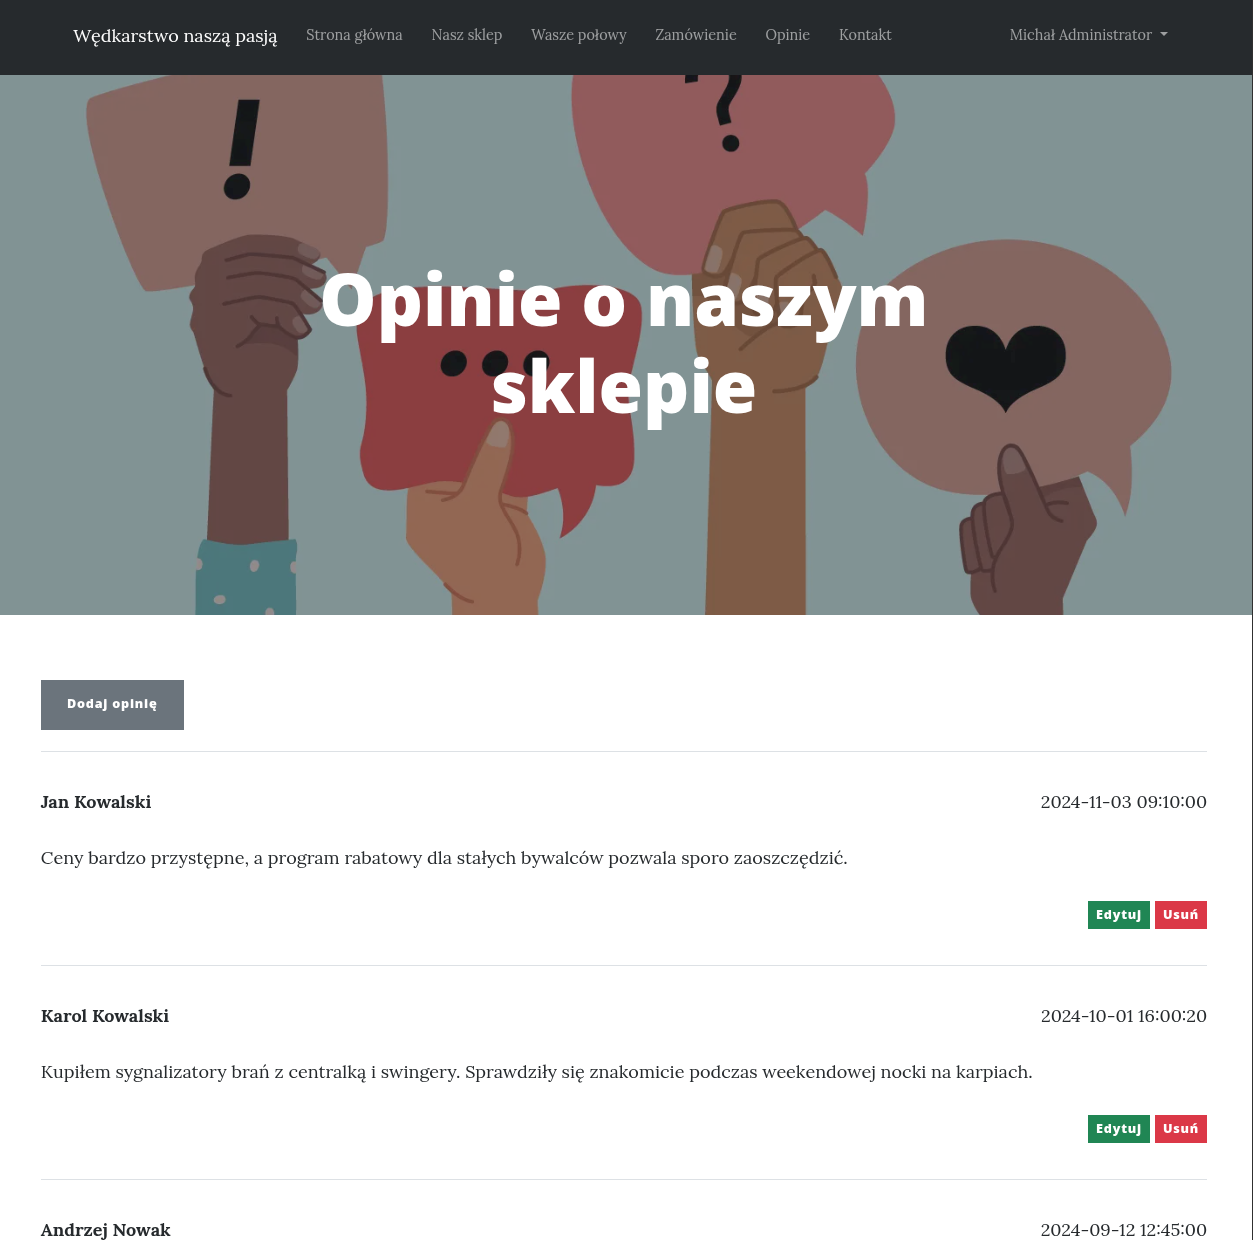 Wędkarstwo naszą pasją Strona główna Nasz sklep Wasze połowy Zamówienie Opinie Kontakt Michał Administrator
!
?
Opinie o naszym
sklepie
Dodaj opinię
Jan Kowalski 2024-11-03 09:10:00
Ceny bardzo przystępne, a program rabatowy dla stałych bywalców pozwala sporo zaoszczędzić.
Edytuj Usuń
Karol Kowalski 2024-10-01 16:00:20
Kupiłem sygnalizatory brań z centralką i swingery. Sprawdziły się znakomicie podczas weekendowej nocki na karpiach.
Edytuj Usuń
Andrzej Nowak 2024-09-12 12:45:00